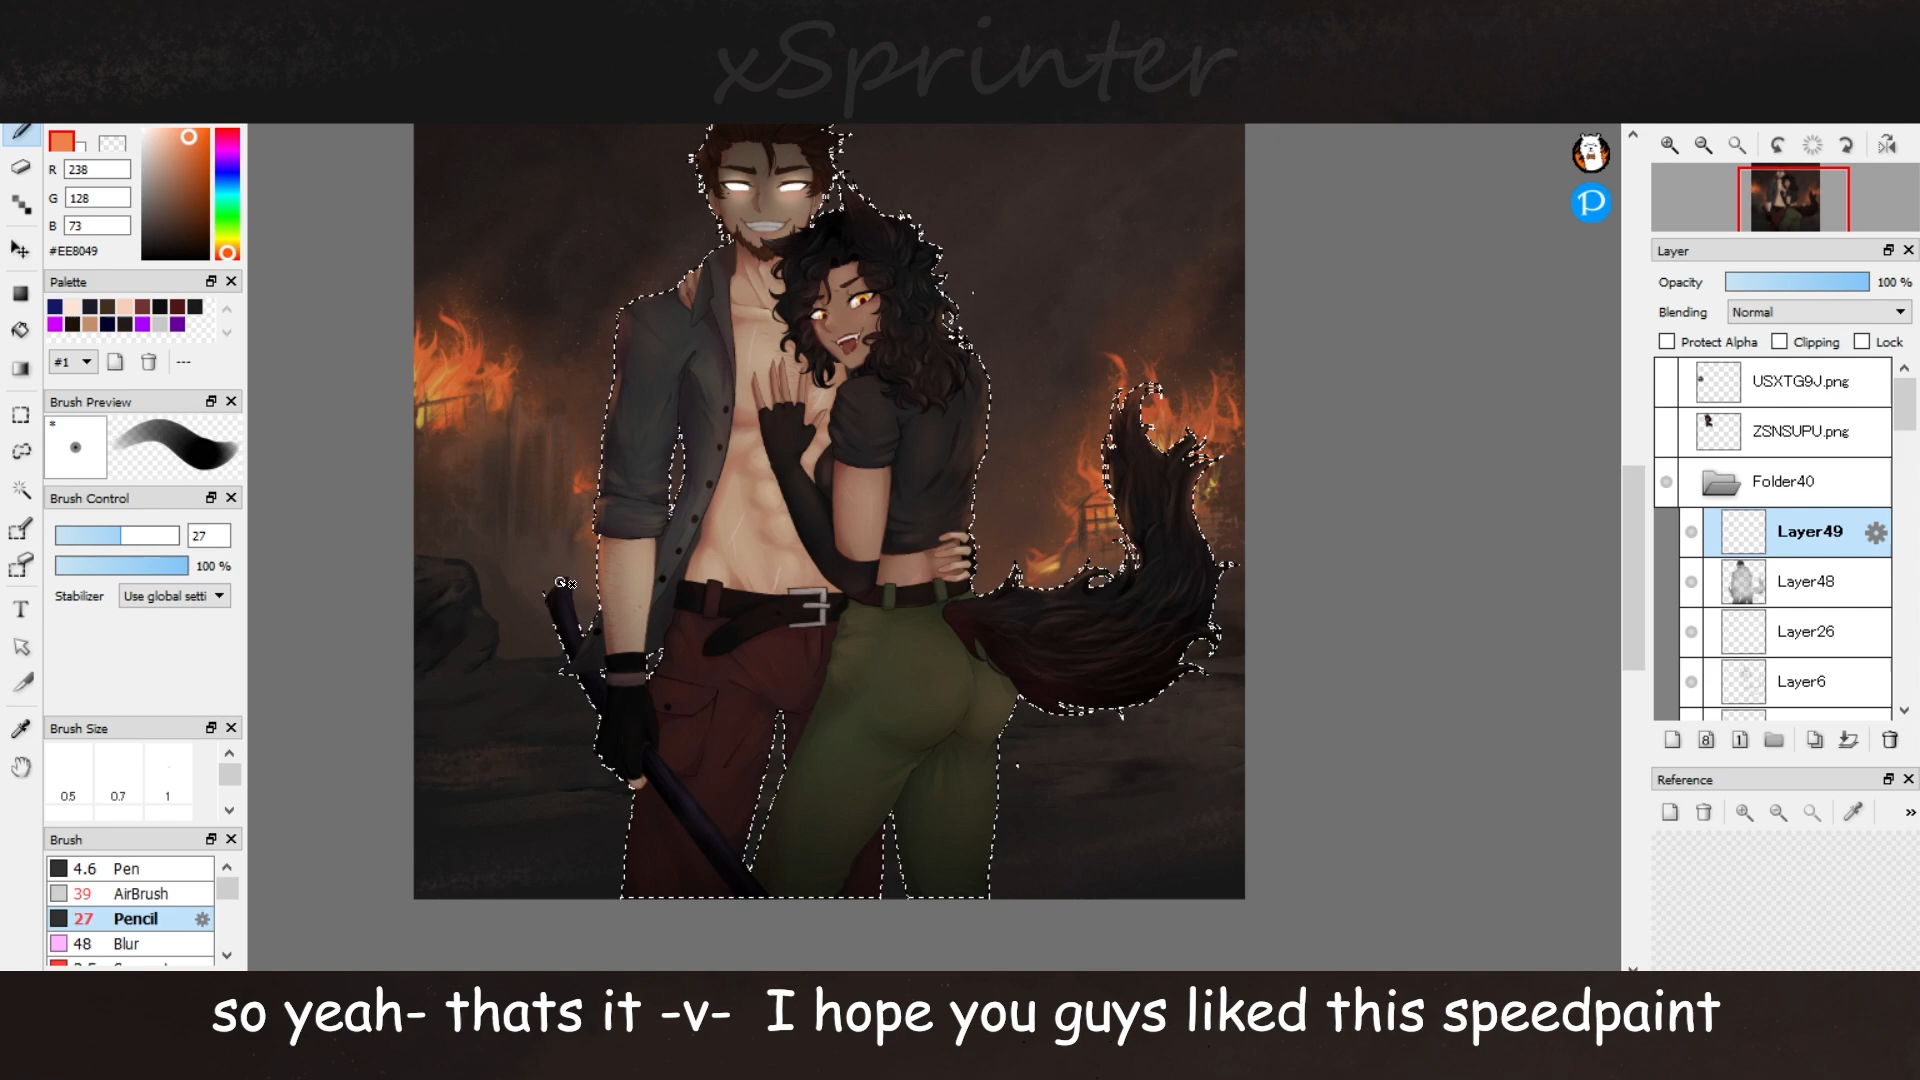 xSprinter
R 238
G 128
B 73
#EE8049
Palette
#1
---
Brush Preview
*
Brush Control
27
100 %
Stabilizer Use global setti
Brush Size
0.5 0.7 1
Brush
4.6 Pen
39 AirBrush
27 Pencil
48 Blur
T
P
Layer
Opacity 100 %
Blending Normal
Protect Alpha Clipping Lock
USXTG9J.png
ZSNSUPU.png
Folder40
Layer49
Layer48
Layer26
Layer6
8 1
Reference
»
so yeah- thats it -v- I hope you guys liked this speedpaint